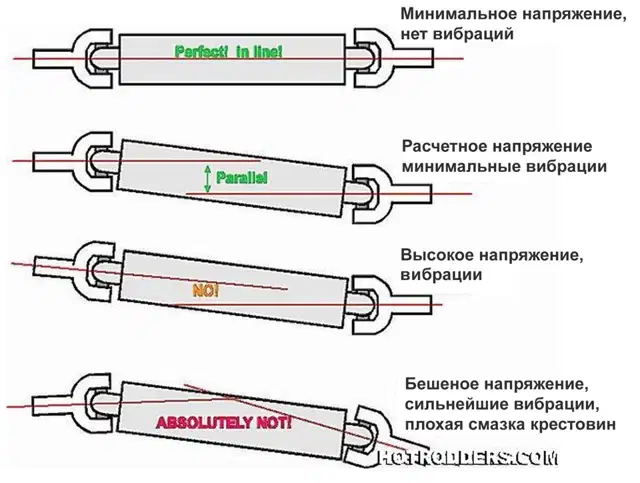 Минимальное напряжение,
нет вибраций
Perfect! In line!
Расчетное напряжение
минимальные вибрации
Parallel
Высокое напряжение,
вибрации
NO!
Бешеное напряжение,
сильнейшие вибрации,
плохая смазка крестовин
ABSOLUTELY NOT!
HOTRODDERS.COM